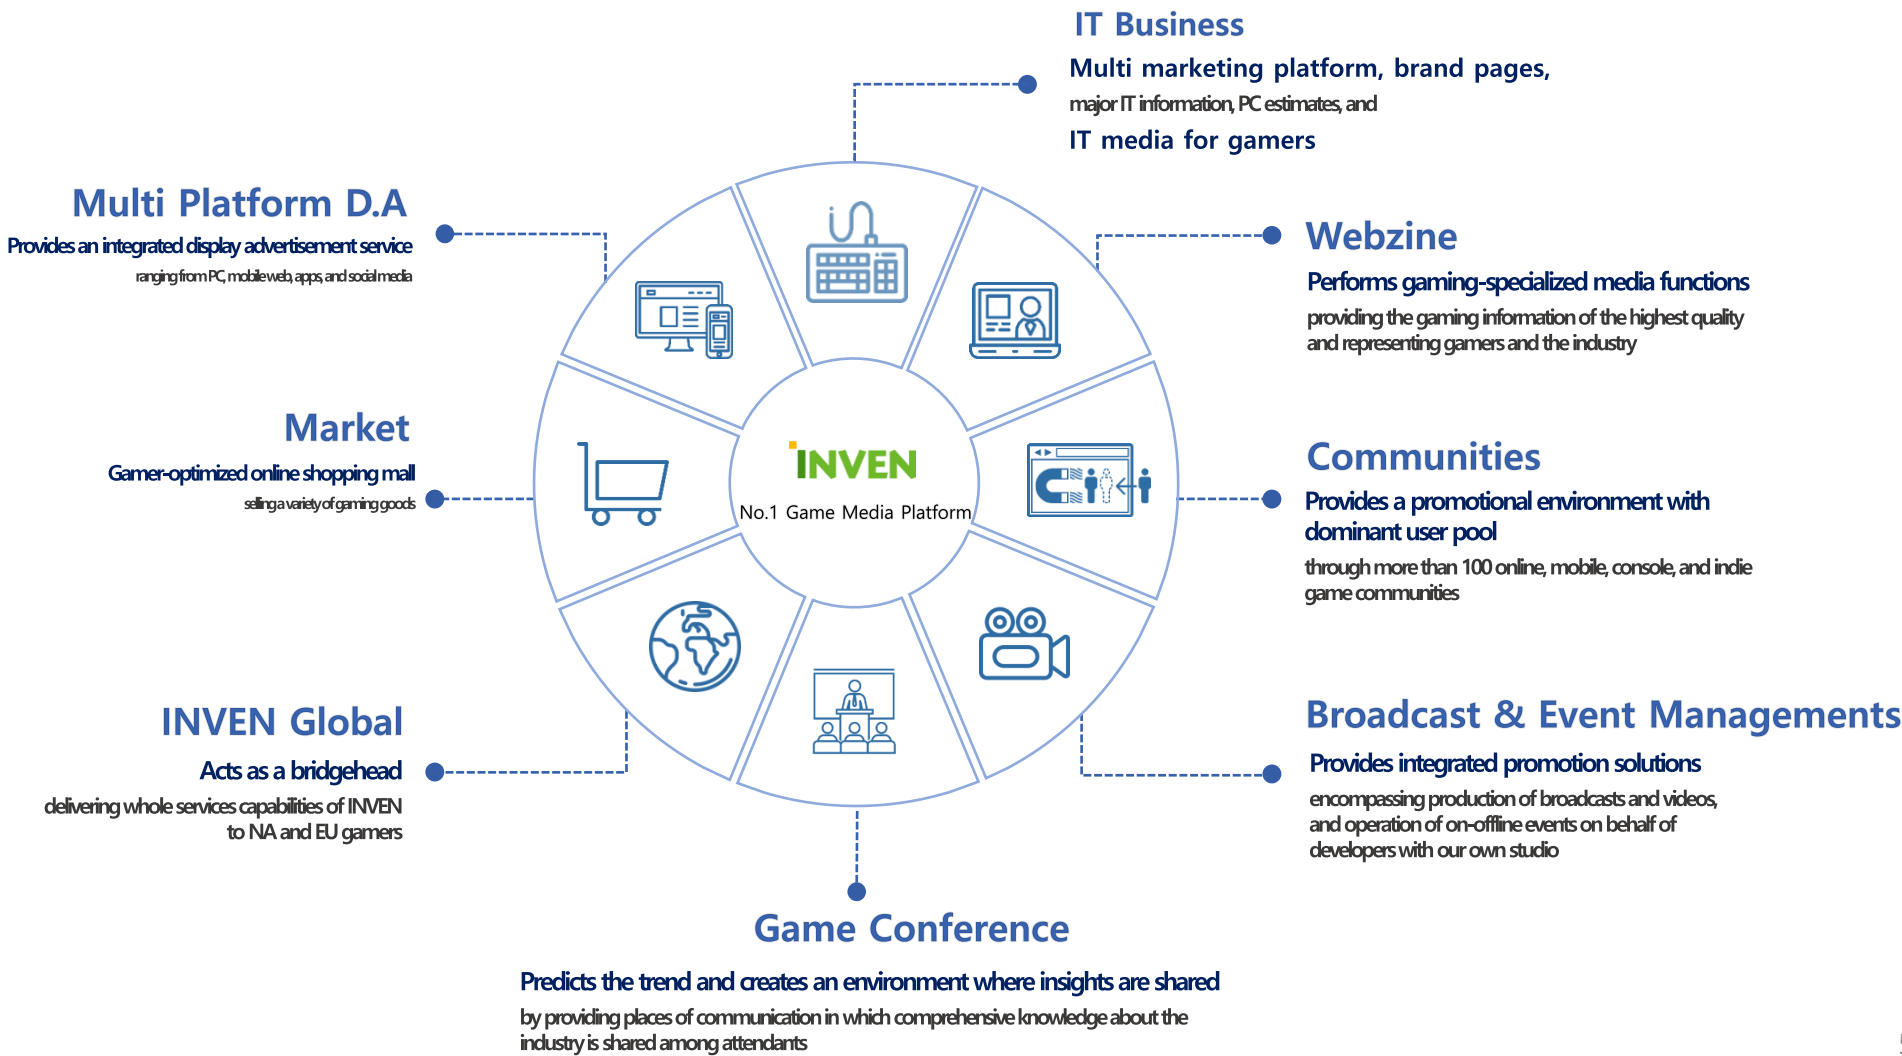 IT Business
Multi marketing platform, brand pages,
major IT information, PC estimates, and
IT media for gamers
Multi Platform D.A
Provides an integrated display advertisement service
ranging from PC, mobile web, apps, and social media
Webzine
Performs gaming-specialized media functions
providing the gaming information of the highest quality
and representing gamers and the industry
Market
Gamer-optimized online shopping mall
selling a variety of gaming goods
INVEN
No.1 Game Media Platform
Communities
Provides a promotional environment with
dominant user pool
through more than 100 online, mobile, console, and indie
game communities
INVEN Global
Acts as a bridgehead
delivering whole services capabilities of INVEN
to NA and EU gamers
Broadcast & Event Managements
Provides integrated promotion solutions
encompassing production of broadcasts and videos,
and operation of on-offline events on behalf of
developers with our own studio
Game Conference
Predicts the trend and creates an environment where insights are shared
by providing places of communication in which comprehensive knowledge about the
industry is shared among attendants